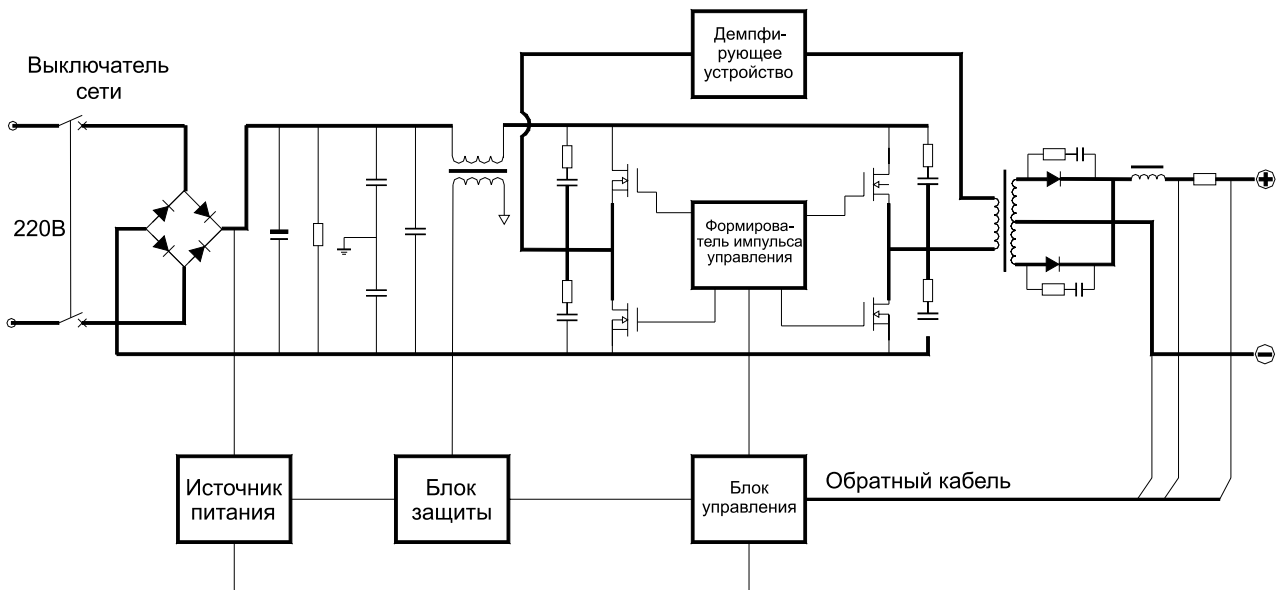 Демпфи-
рующее
устройство
Выключатель
сети
220В
Формирова-
тель импульса
управления
Источник
питания
Блок
защиты
Блок
управления
Обратный кабель